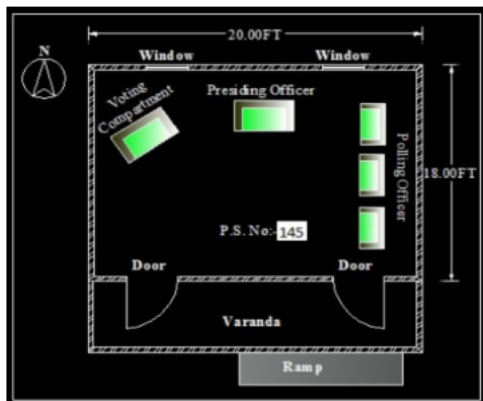 20.00FT
N
Window
Window
Voting
Compartment
Presiding Officer
Polling Officer
18.00FT
P.S. No:- 145
Door
Door
Varanda
Ramp